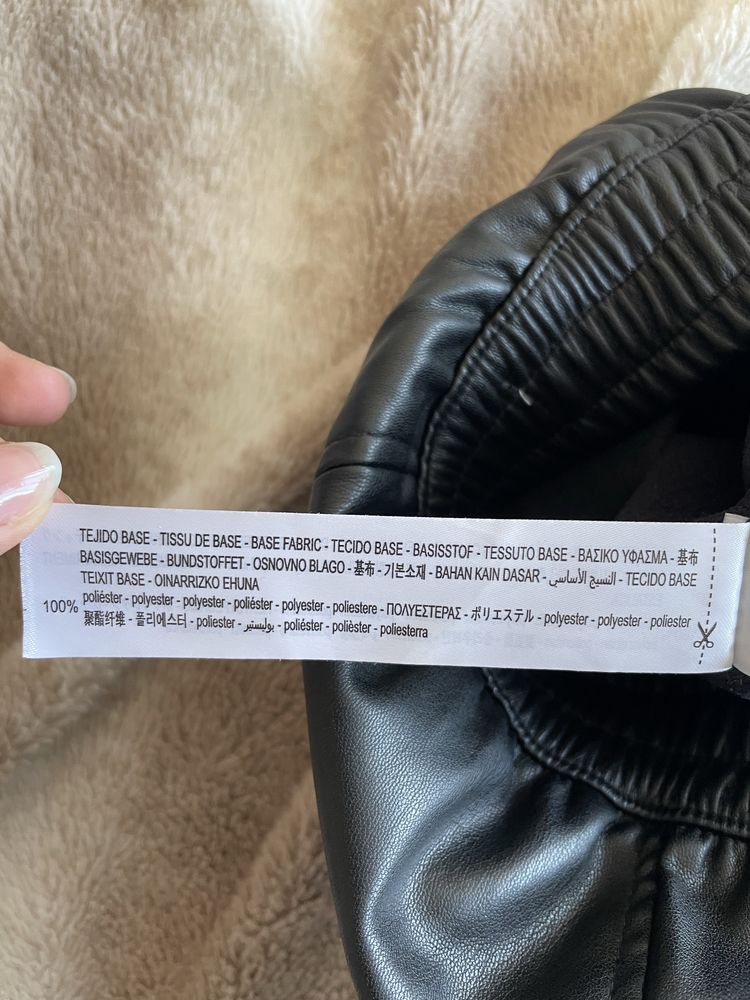 TEJIDO BASE - TISSU DE BASE - BASE FABRIC - TECIDO BASE - BASISSTOF - TESSUTO BASE - ΒΑΣΙΚΟ ΥΦΑΣΜΑ - 基布
BASISGEWEBE - BUNDSTOFFET - OSNOVNO BLAGO - 基布 - 기본소재 - BAHAN KAIN DASAR - النسيج الأساسي - TECIDO BASE
TEIXIT BASE - OINARRIZKO EHUNA
100% poliéster - polyester - polyester - poliéster - polyester - poliestere - ΠΟΛΥΕΣΤΕΡΑΣ - ポリエステル - polyester - polyester - poliester
聚酯纤维 - 폴리에스터 - poliester - بوليستير - poliéster - polièster - poliesterra